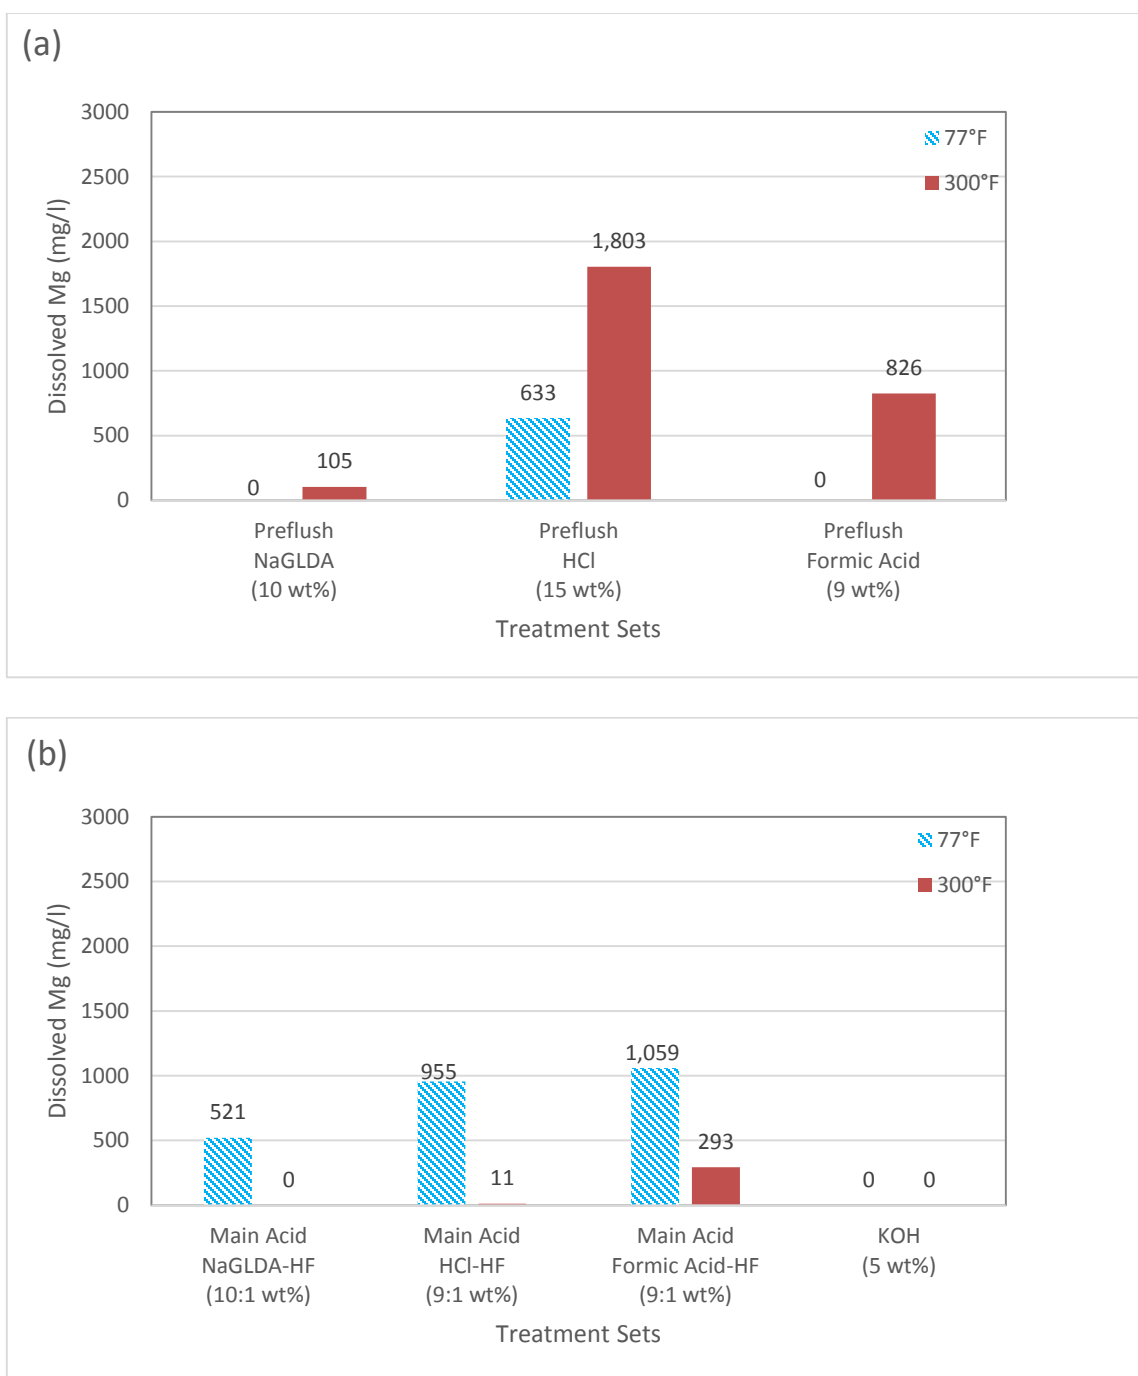 (a)
3000
2500
2000
1500
1000
500
0
Dissolved Mg (mg/l)
77°F
300°F
0
105
633
1,803
0
826
Preflush
NaGLDA
(10 wt%)
Preflush
HCl
(15 wt%)
Preflush
Formic Acid
(9 wt%)
Treatment Sets
(b)
3000
2500
2000
1500
1000
500
0
Dissolved Mg (mg/l)
77°F
300°F
521
0
955
11
1,059
293
0
0
Main Acid
NaGLDA-HF
(10:1 wt%)
Main Acid
HCl-HF
(9:1 wt%)
Main Acid
Formic Acid-HF
(9:1 wt%)
KOH
(5 wt%)
Treatment Sets